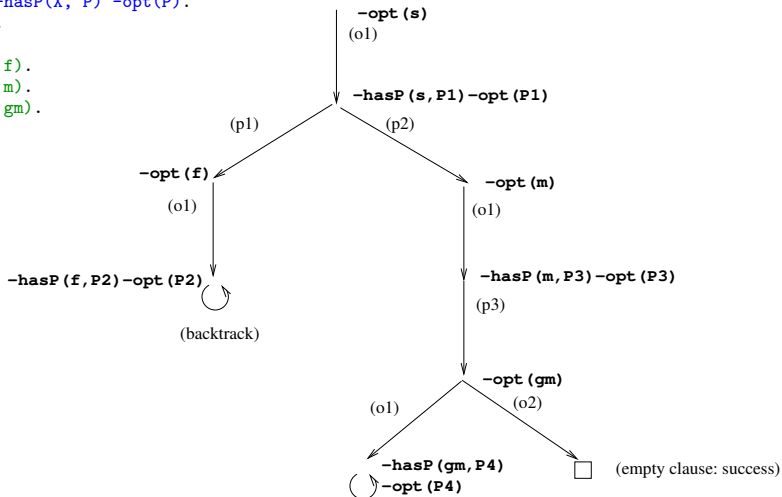 -hasP(X, P) -opt(P).
.
f).
m).
gm).
-opt(s)
(o1)
-hasP(s,P1)-opt(P1)
(p1)
(p2)
-opt(f)
-opt(m)
(o1)
(o1)
-hasP(f,P2)-opt(P2)
-hasP(m,P3)-opt(P3)
(p3)
(backtrack)
-opt(gm)
(o1)
(o2)
-hasP(gm,P4)
(empty clause: success)
-opt(P4)